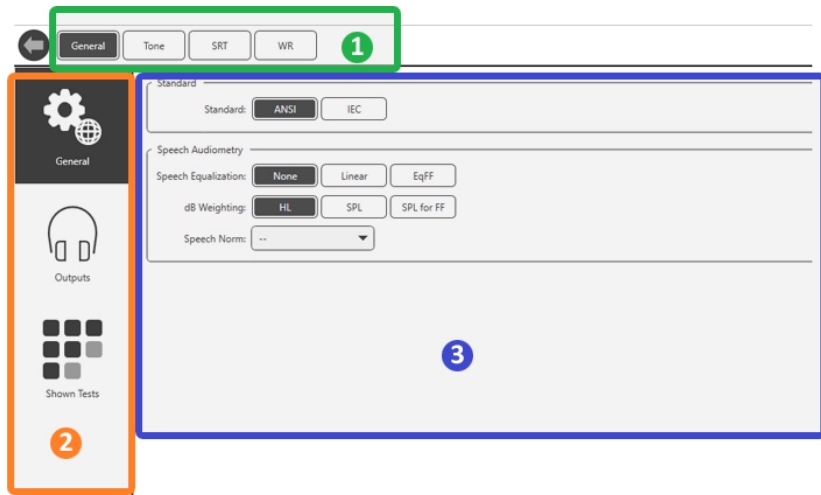 General Tone SRT WR 1
Standard
Standard: ANSI IEC
General
Speech Audiometry
Speech Equalization: None Linear EqFF
dB Weighting: HL SPL SPL for FF
Speech Norm: --
Outputs
Shown Tests
3
2